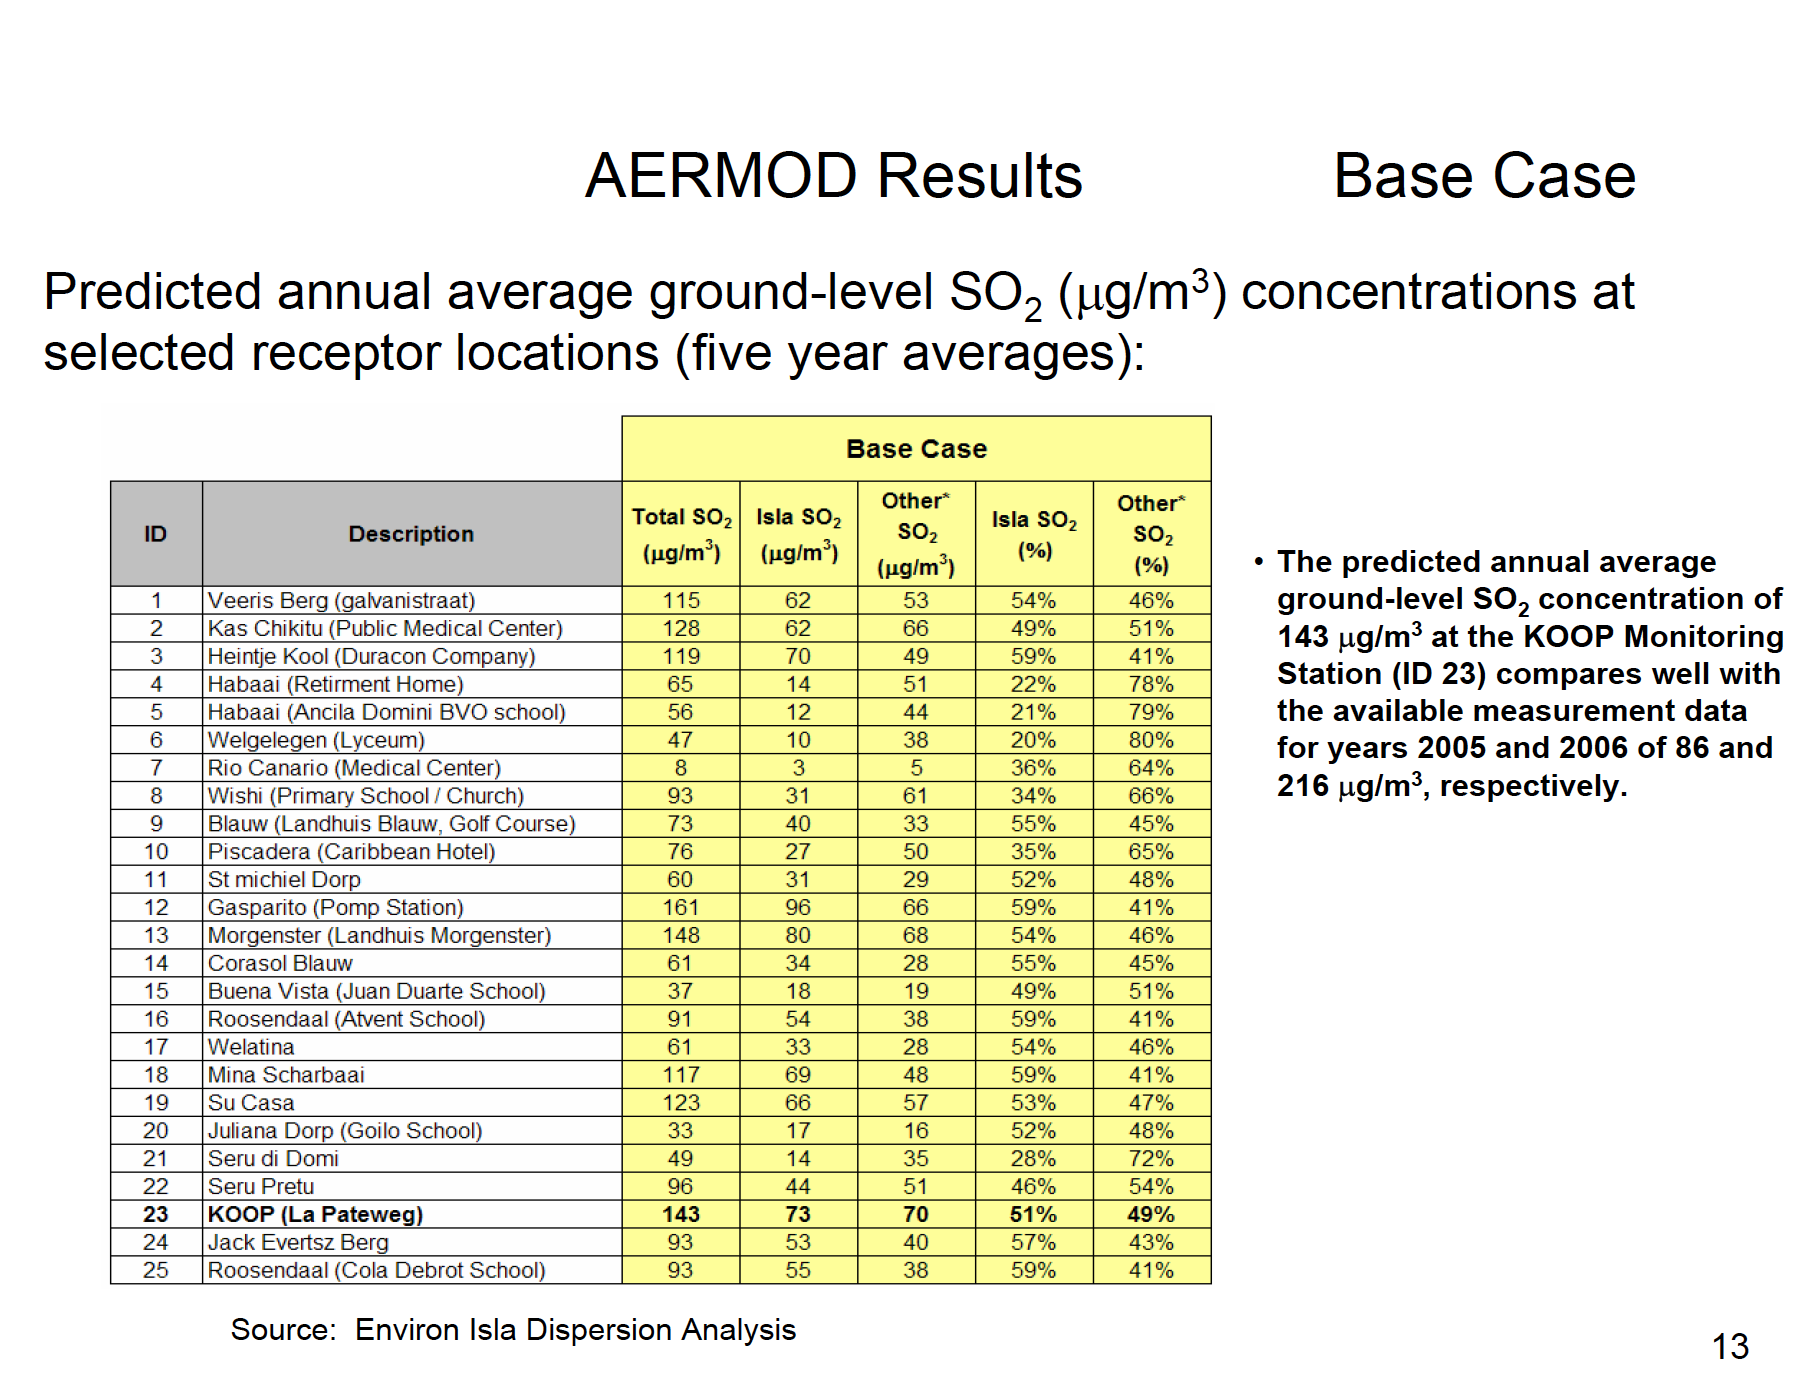 AERMOD Results Base Case
Predicted annual average ground-level SO2 (μg/m3) concentrations at
selected receptor locations (five year averages):
Base Case
ID Description Total SO2 (μg/m3) Isla SO2 (μg/m3) Other* SO2 (μg/m3) Isla SO2 (%) Other* SO2 (%)
1 Veeris Berg (galvanistraat) 115 62 53 54% 46%
2 Kas Chikitu (Public Medical Center) 128 62 66 49% 51%
3 Heintje Kool (Duracon Company) 119 70 49 59% 41%
4 Habaai (Retirment Home) 65 14 51 22% 78%
5 Habaai (Ancila Domini BVO school) 56 12 44 21% 79%
6 Welgelegen (Lyceum) 47 10 38 20% 80%
7 Rio Canario (Medical Center) 8 3 5 36% 64%
8 Wishi (Primary School / Church) 93 31 61 34% 66%
9 Blauw (Landhuis Blauw, Golf Course) 73 40 33 55% 45%
10 Piscadera (Caribbean Hotel) 76 27 50 35% 65%
11 St michiel Dorp 60 31 29 52% 48%
12 Gasparito (Pomp Station) 161 96 66 59% 41%
13 Morgenster (Landhuis Morgenster) 148 80 68 54% 46%
14 Corasol Blauw 61 34 28 55% 45%
15 Buena Vista (Juan Duarte School) 37 18 19 49% 51%
16 Roosendaal (Atvent School) 91 54 38 59% 41%
17 Welatina 61 33 28 54% 46%
18 Mina Scharbaai 117 69 48 59% 41%
19 Su Casa 123 66 57 53% 47%
20 Juliana Dorp (Goilo School) 33 17 16 52% 48%
21 Seru di Domi 49 14 35 28% 72%
22 Seru Pretu 96 44 51 46% 54%
23 KOOP (La Pateweg) 143 73 70 51% 49%
24 Jack Evertsz Berg 93 53 40 57% 43%
25 Roosendaal (Cola Debrot School) 93 55 38 59% 41%
• The predicted annual average
ground-level SO2 concentration of
143 μg/m3 at the KOOP Monitoring
Station (ID 23) compares well with
the available measurement data
for years 2005 and 2006 of 86 and
216 μg/m3, respectively.
Source: Environ Isla Dispersion Analysis
13